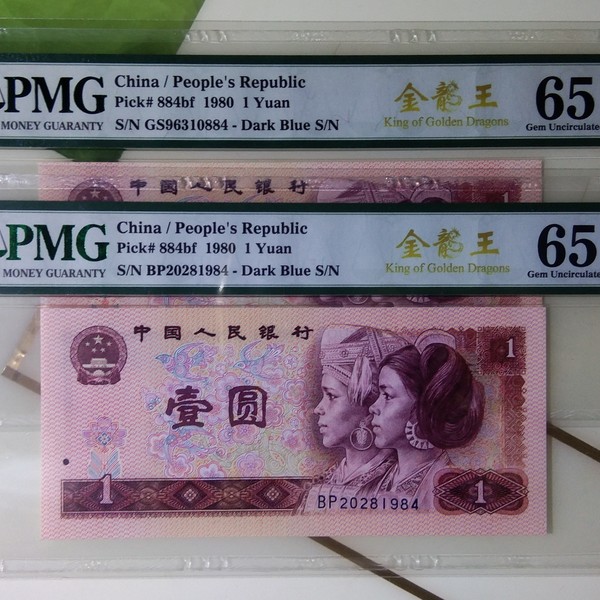 PMG
MONEY GUARANTY
China / People's Republic
Pick# 884bf 1980 1 Yuan
S/N GS96310884 - Dark Blue S/N
金龍王
King of Golden Dragons
65
Gem Uncirculated
中国人民银行
PMG
MONEY GUARANTY
China / People's Republic
Pick# 884bf 1980 1 Yuan
S/N BP20281984 - Dark Blue S/N
金龍王
King of Golden Dragons
65
Gem Uncirculated
中国人民银行
1
壹圆
1
BP20281984
1